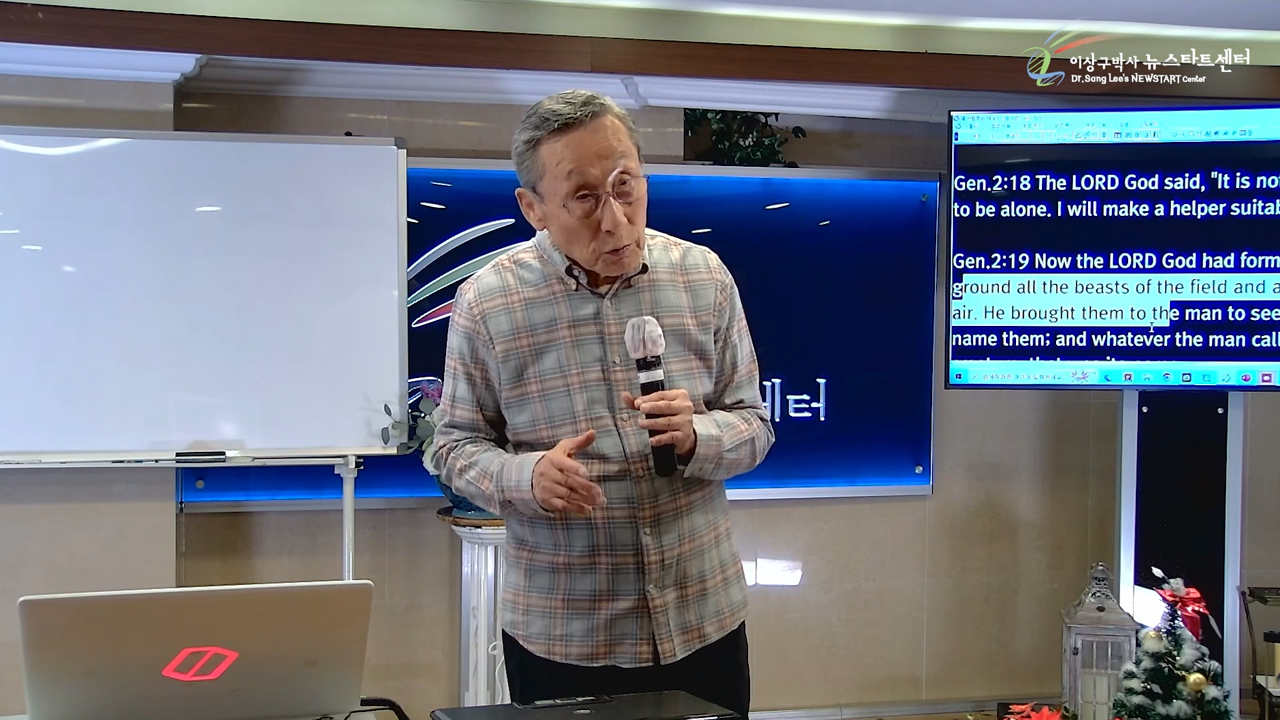 이상구박사 뉴스타트센터
Dr. Sang Lee's NEWSTART Center
Gen.2:18 The LORD God said, "It is not
to be alone. I will make a helper suitab
Gen.2:19 Now the LORD God had form
ground all the beasts of the field and a
air. He brought them to the man to see
name them; and whatever the man call
센터